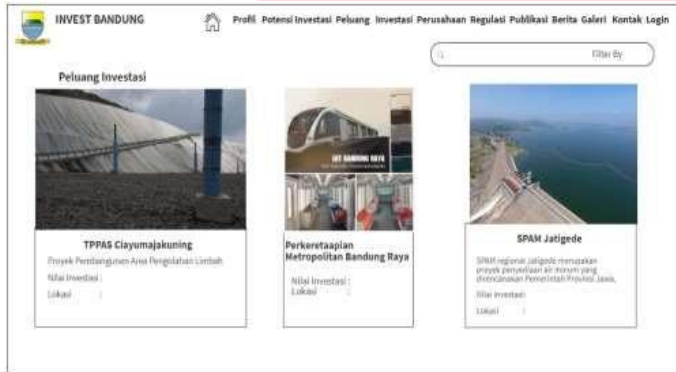 INVEST BANDUNG
Profil Potensi Investasi Peluang Investasi Perusahaan Regulasi Publikasi Berita Galeri Kontak Login
Filter By
Peluang Investasi
LRT BANDUNG RAYA
TPPAS Ciayumajakuning
Proyek Pembangunan Area Pengolahan Limbah
Nilai Investasi :
Lokasi :
Perkeretaapian
Metropolitan Bandung Raya
Nilai Investasi :
Lokasi :
SPAM Jatigede
SPAM regional Jatigede merupakan
proyek penyediaan air minum yang
direncanakan Pemerintah Provinsi Jawa,
Nilai Investasi:
Lokasi :